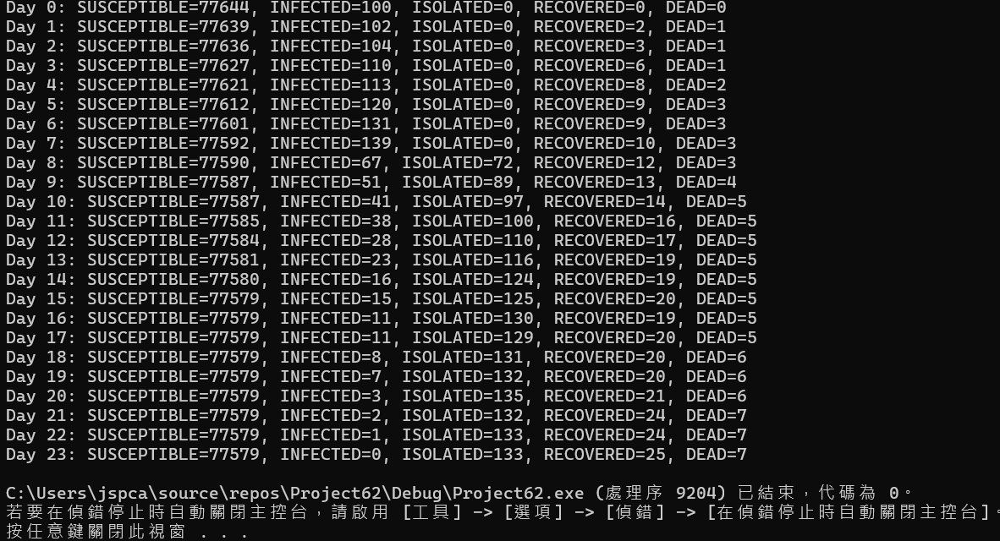 Day 0: SUSCEPTIBLE=77644, INFECTED=100, ISOLATED=0, RECOVERED=0, DEAD=0
Day 1: SUSCEPTIBLE=77639, INFECTED=102, ISOLATED=0, RECOVERED=2, DEAD=1
Day 2: SUSCEPTIBLE=77636, INFECTED=104, ISOLATED=0, RECOVERED=3, DEAD=1
Day 3: SUSCEPTIBLE=77627, INFECTED=110, ISOLATED=0, RECOVERED=6, DEAD=1
Day 4: SUSCEPTIBLE=77621, INFECTED=113, ISOLATED=0, RECOVERED=8, DEAD=2
Day 5: SUSCEPTIBLE=77612, INFECTED=120, ISOLATED=0, RECOVERED=9, DEAD=3
Day 6: SUSCEPTIBLE=77601, INFECTED=131, ISOLATED=0, RECOVERED=9, DEAD=3
Day 7: SUSCEPTIBLE=77592, INFECTED=139, ISOLATED=0, RECOVERED=10, DEAD=3
Day 8: SUSCEPTIBLE=77590, INFECTED=67, ISOLATED=72, RECOVERED=12, DEAD=3
Day 9: SUSCEPTIBLE=77587, INFECTED=51, ISOLATED=89, RECOVERED=13, DEAD=4
Day 10: SUSCEPTIBLE=77587, INFECTED=41, ISOLATED=97, RECOVERED=14, DEAD=5
Day 11: SUSCEPTIBLE=77585, INFECTED=38, ISOLATED=100, RECOVERED=16, DEAD=5
Day 12: SUSCEPTIBLE=77584, INFECTED=28, ISOLATED=110, RECOVERED=17, DEAD=5
Day 13: SUSCEPTIBLE=77581, INFECTED=23, ISOLATED=116, RECOVERED=19, DEAD=5
Day 14: SUSCEPTIBLE=77580, INFECTED=16, ISOLATED=124, RECOVERED=19, DEAD=5
Day 15: SUSCEPTIBLE=77579, INFECTED=15, ISOLATED=125, RECOVERED=20, DEAD=5
Day 16: SUSCEPTIBLE=77579, INFECTED=11, ISOLATED=130, RECOVERED=19, DEAD=5
Day 17: SUSCEPTIBLE=77579, INFECTED=11, ISOLATED=129, RECOVERED=20, DEAD=5
Day 18: SUSCEPTIBLE=77579, INFECTED=8, ISOLATED=131, RECOVERED=20, DEAD=6
Day 19: SUSCEPTIBLE=77579, INFECTED=7, ISOLATED=132, RECOVERED=20, DEAD=6
Day 20: SUSCEPTIBLE=77579, INFECTED=3, ISOLATED=135, RECOVERED=21, DEAD=6
Day 21: SUSCEPTIBLE=77579, INFECTED=2, ISOLATED=132, RECOVERED=24, DEAD=7
Day 22: SUSCEPTIBLE=77579, INFECTED=1, ISOLATED=133, RECOVERED=24, DEAD=7
Day 23: SUSCEPTIBLE=77579, INFECTED=0, ISOLATED=133, RECOVERED=25, DEAD=7
C:\Users\jspca\source\repos\Project62\Debug\Project62.exe (處理序 9204) 已結束，代碼為 0。
若要在偵錯停止時自動關閉主控台，請啟用 [工具] -> [選項] -> [偵錯] -> [在偵錯停止時自動關閉主控台]。
按任意鍵關閉此視窗 . . .